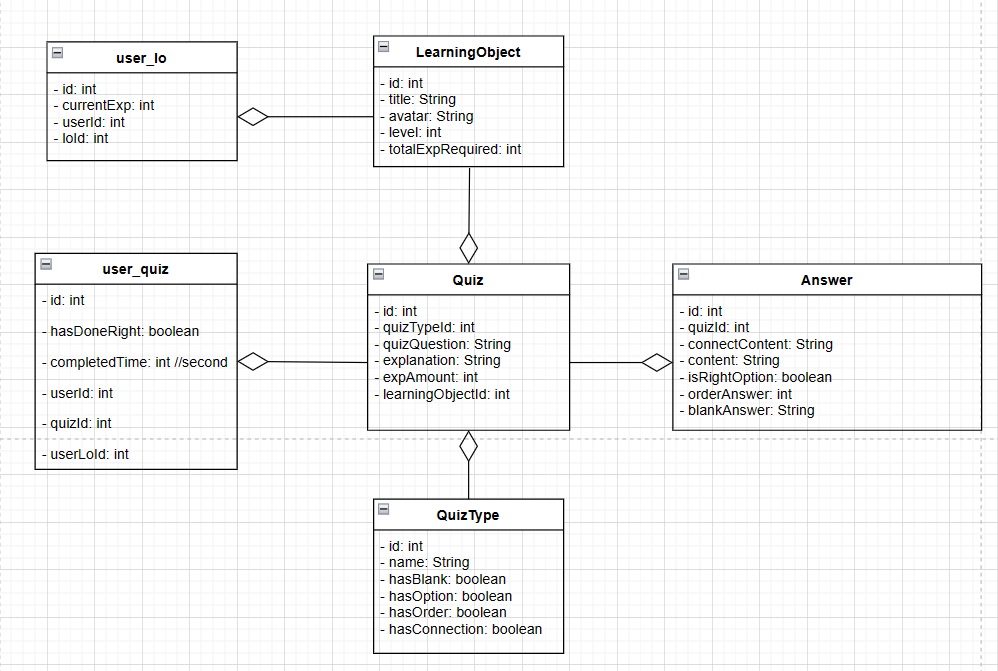 user_lo
- id: int
- currentExp: int
- userId: int
- loId: int
LearningObject
- id: int
- title: String
- avatar: String
- level: int
- totalExpRequired: int
user_quiz
- id: int
- hasDoneRight: boolean
- completedTime: int //second
- userId: int
- quizId: int
- userLoId: int
Quiz
- id: int
- quizTypeId: int
- quizQuestion: String
- explanation: String
- expAmount: int
- learningObjectId: int
Answer
- id: int
- quizId: int
- connectContent: String
- content: String
- isRightOption: boolean
- orderAnswer: int
- blankAnswer: String
QuizType
- id: int
- name: String
- hasBlank: boolean
- hasOption: boolean
- hasOrder: boolean
- hasConnection: boolean